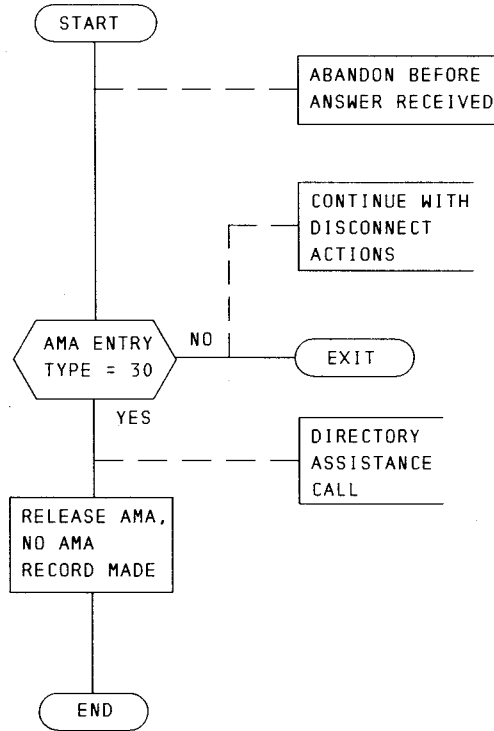 START
ABANDON BEFORE
ANSWER RECEIVED
CONTINUE WITH
DISCONNECT
ACTIONS
AMA ENTRY
TYPE = 30
NO
EXIT
YES
DIRECTORY
ASSISTANCE
CALL
RELEASE AMA,
NO AMA
RECORD MADE
END